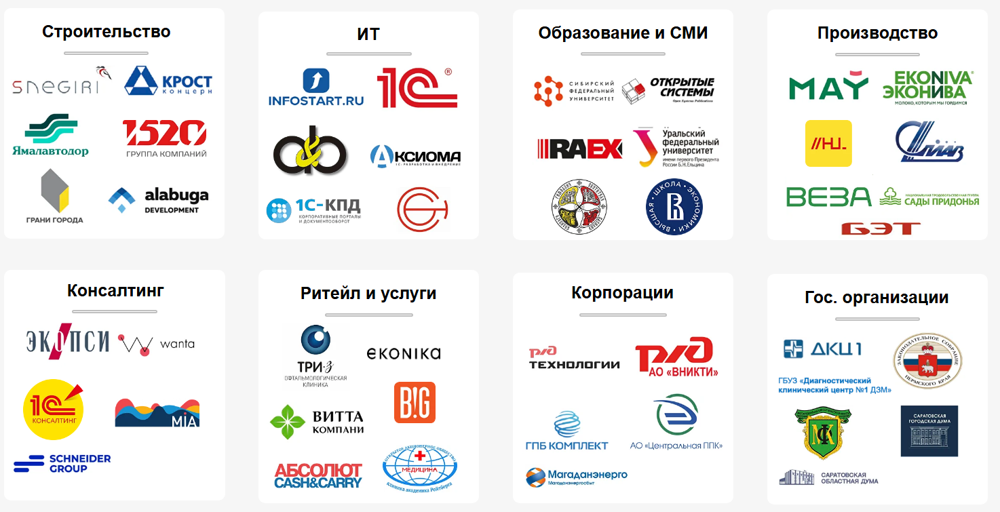 Строительство
SNEGIRI
КРОСТ
КОНЦЕРН
Ямалавтодор
1520
ГРУППА КОМПАНИЙ
ГРАНИ ГОРОДА
alabuga
DEVELOPMENT
ИТ
INFOSTART.RU
1С®
a&b
АКСИОМА
1С: РАЗРАБОТКА И ВНЕДРЕНИЕ
1С-КПД
КОРПОРАТИВНЫЕ ПОРТАЛЫ
И ДОКУМЕНТООБОРОТ
Образование и СМИ
СИБИРСКИЙ
ФЕДЕРАЛЬНЫЙ
УНИВЕРСИТЕТ
ОТКРЫТЫЕ
СИСТЕМЫ
Open Systems Publications
RAEX
Уральский
федеральный
университет
имени первого Президента
России Б.Н.Ельцина
ВЫСШАЯ • ШКОЛА • ЭКОНОМИКИ
Производство
МАЎ
EKONIVA®
ЭКОНИВА
МОЛОКО, КОТОРЫМ МЫ ГОРДИМСЯ
ВЕЗА
НАЦИОНАЛЬНАЯ ПРОДОВОЛЬСТВЕННАЯ ГРУППА
САДЫ ПРИДОНЬЯ
БЭТ
Консалтинг
ЭКОПСИ
wanta
1С
КОНСАЛТИНГ
MiA
SCHNEIDER
GROUP
Ритейл и услуги
ТРИ-З
ОФТАЛЬМОЛОГИЧЕСКАЯ
КЛИНИКА
EKONIKA
B!G
ВИТТА
КОМПАНИ
АБСОЛЮТ
CASH&CARRY
ОТКРЫТОЕ АКЦИОНЕРНОЕ ОБЩЕСТВО
МЕДИЦИНА
клиника академика Ройтберга
Корпорации
РЖД
ТЕХНОЛОГИИ
РЖД
АО «ВНИКТИ»
ГПБ КОМПЛЕКТ
АО «Центральная ППК»
Магаданэнерго
Магаданэнергосбыт
Гос. организации
ДКЦ 1
ГБУЗ «Диагностический
клинический центр №1 ДЗМ»
ЗАКОНОДАТЕЛЬНОЕ СОБРАНИЕ
ПЕРМСКОГО КРАЯ
САРАТОВСКАЯ
ГОРОДСКАЯ ДУМА
САРАТОВСКАЯ
ОБЛАСТНАЯ ДУМА